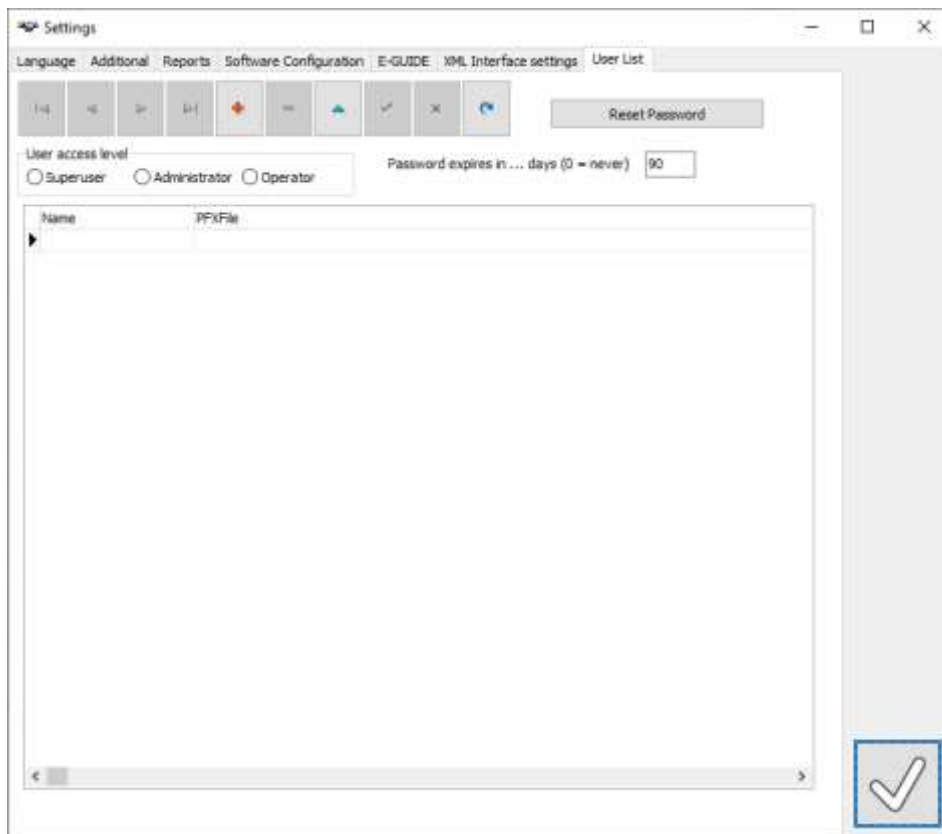 Settings
Language Additional Reports Software Configuration E-GUIDE XML Interface settings User List
Reset Password
User access level
Superuser Administrator Operator
Password expires in ... days (0 = never) 90
Name PFXFile